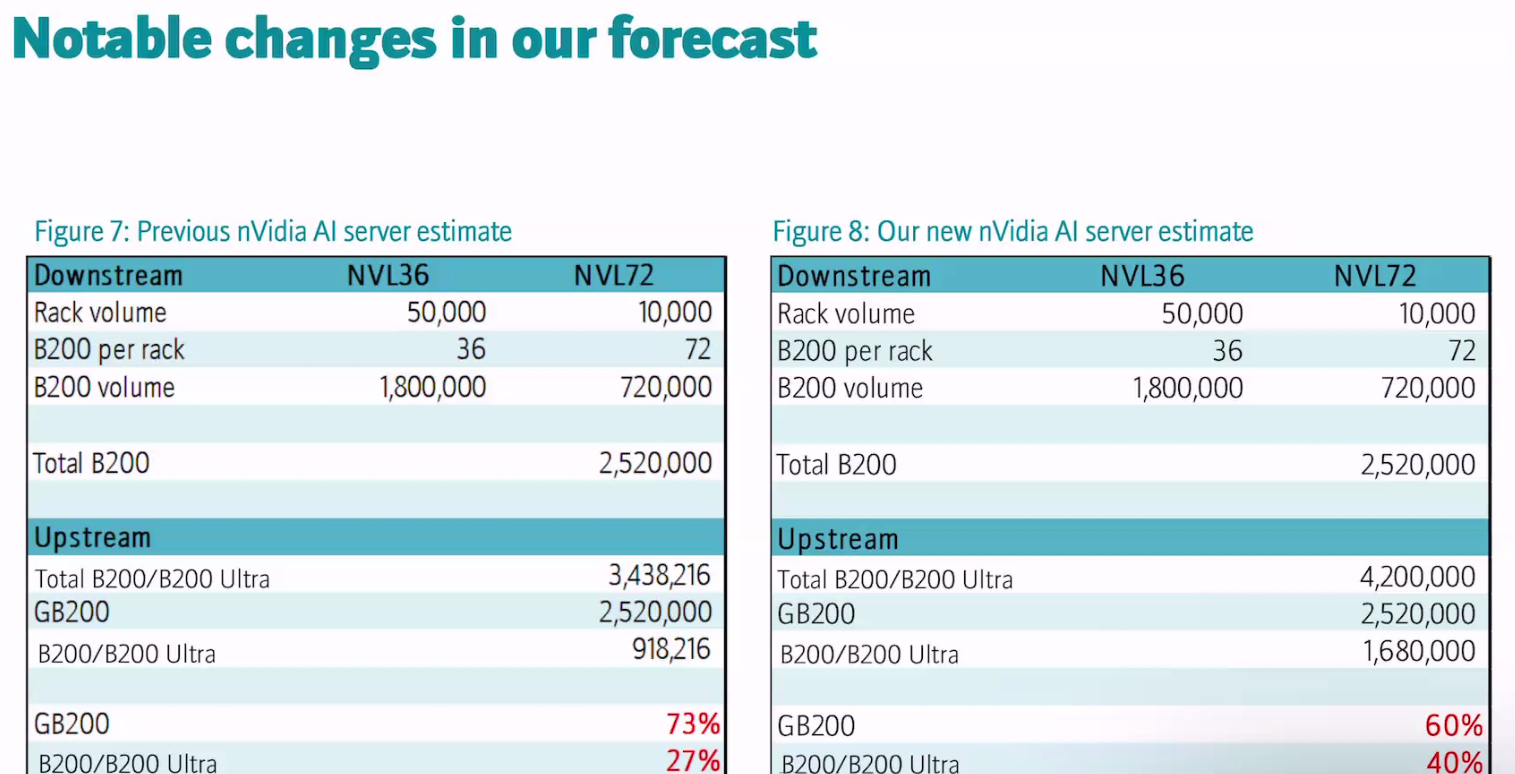 Notable changes in our forecast
Figure 7: Previous nVidia AI server estimate
Downstream NVL36 NVL72
Rack volume 50,000 10,000
B200 per rack 36 72
B200 volume 1,800,000 720,000
Total B200 2,520,000
Upstream
Total B200/B200 Ultra 3,438,216
GB200 2,520,000
B200/B200 Ultra 918,216
GB200 73%
B200/B200 Ultra 27%
Figure 8: Our new nVidia AI server estimate
Downstream NVL36 NVL72
Rack volume 50,000 10,000
B200 per rack 36 72
B200 volume 1,800,000 720,000
Total B200 2,520,000
Upstream
Total B200/B200 Ultra 4,200,000
GB200 2,520,000
B200/B200 Ultra 1,680,000
GB200 60%
B200/B200 Ultra 40%